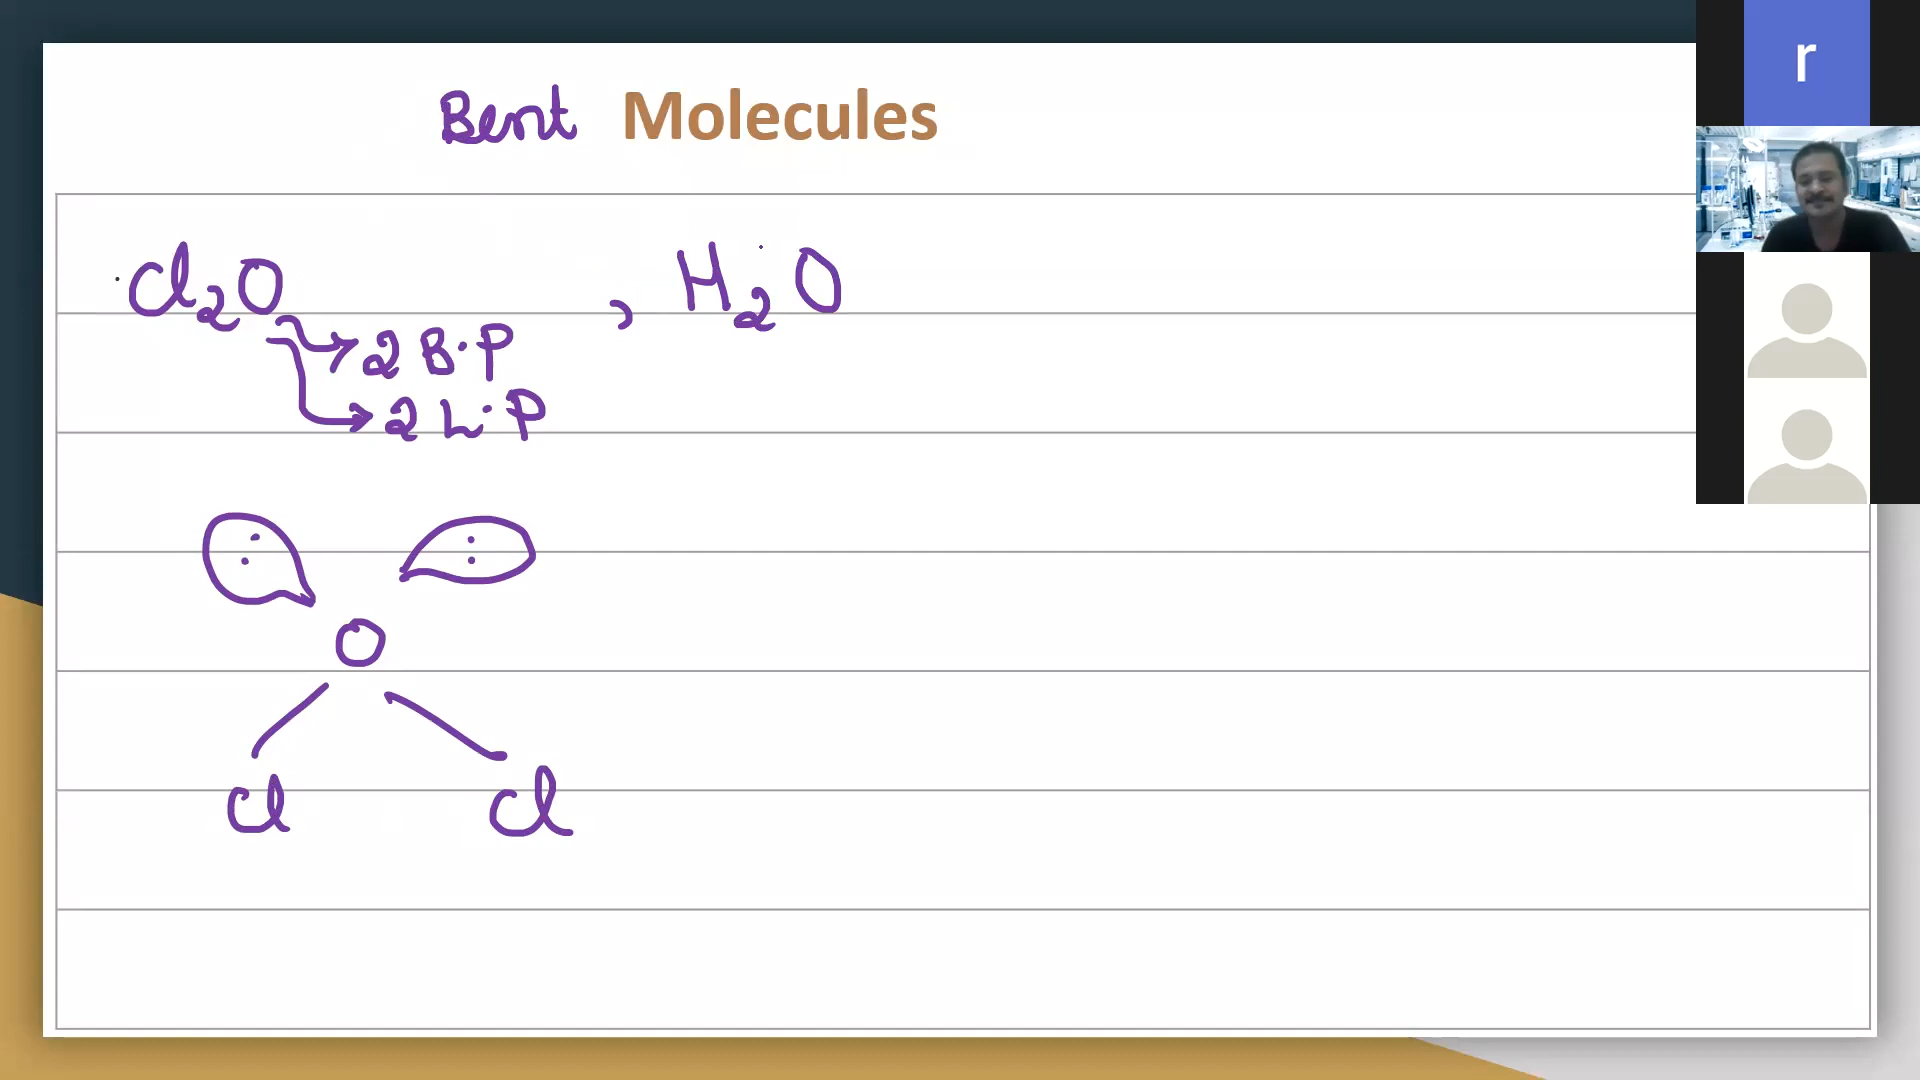 Bent Molecules
r
Cl₂O , H₂O
2 B.P
2 L.P
O
Cl Cl